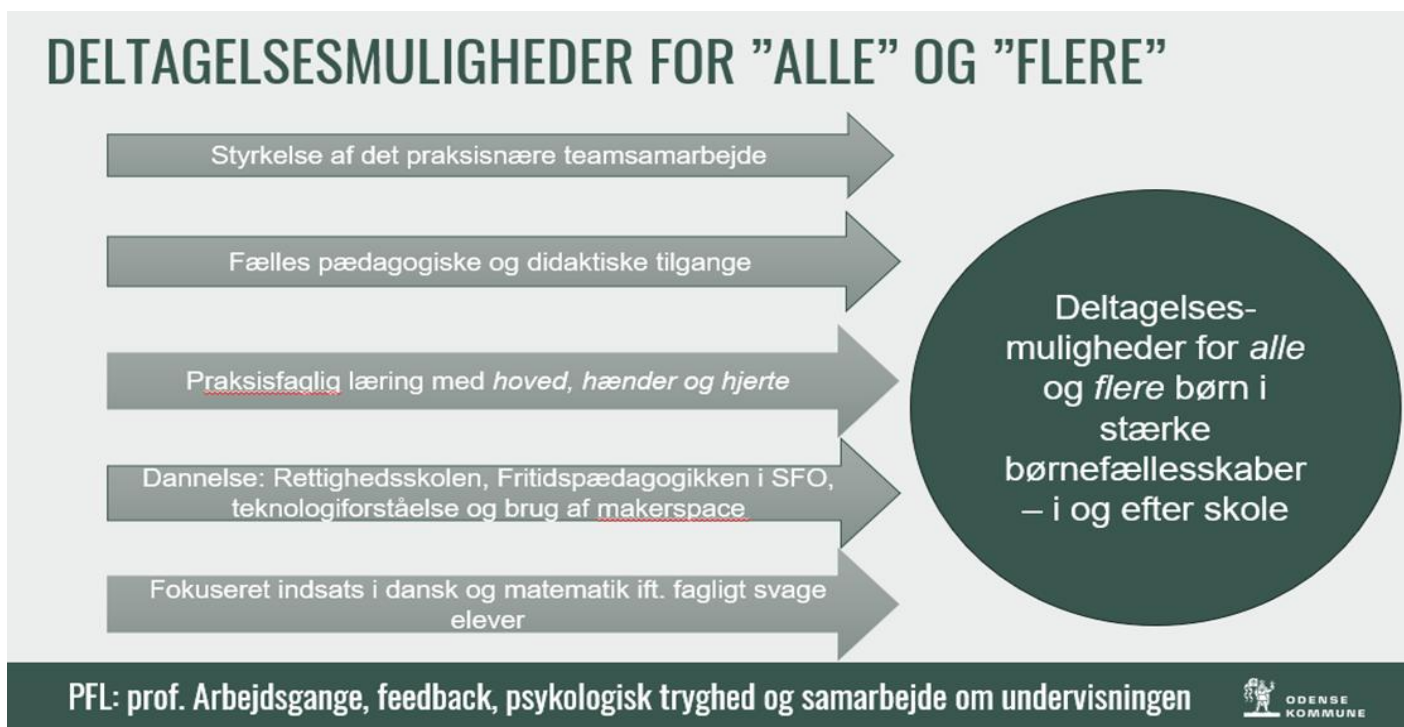 DELTAGELSESMULIGHEDER FOR ”ALLE” OG ”FLERE”
Styrkelse af det praksisnære teamsamarbejde
Fælles pædagogiske og didaktiske tilgange
Praksisfaglig læring med hoved, hænder og hjerte
Dannelse: Rettighedsskolen, Fritidspædagogikken i SFO,
teknologiforståelse og brug af makerspace
Fokuseret indsats i dansk og matematik ift. fagligt svage
elever
Deltagelses-
muligheder for alle
og flere børn i
stærke
børnefællesskaber
– i og efter skole
PFL: prof. Arbejdsgange, feedback, psykologisk tryghed og samarbejde om undervisningen
ODENSE
KOMMUNE